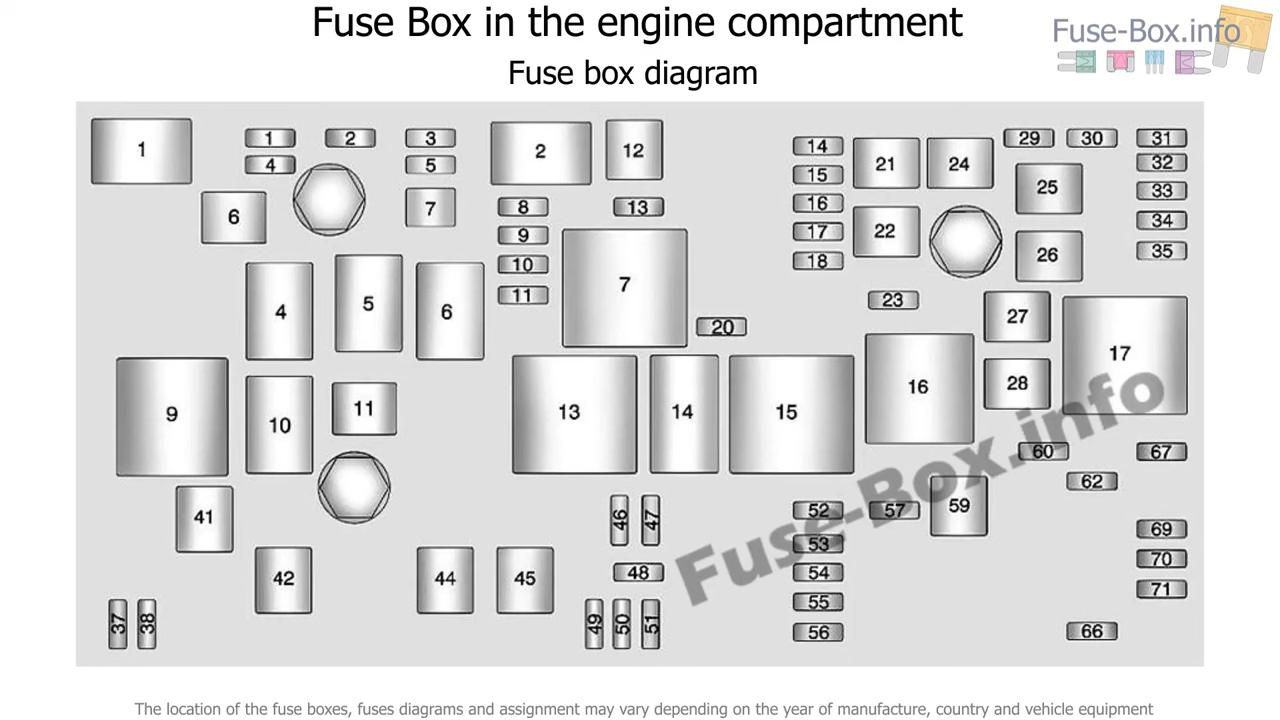 Fuse Box in the engine compartment
Fuse-Box.info
Fuse box diagram
1 1 2 3 2 12 14 21 24 29 30 31
4 5 15 25 32
6 7 8 13 16 33
9 17 22 26 34
10 18 35
11 7 23
4 5 6 20 27 17
9 10 11 13 14 15 16 28
60 67
41 46 47 52 57 59 62
53 69
42 44 45 48 54 70
55 71
37 38 49 50 51 56 66
Fuse-Box.info
The location of the fuse boxes, fuses diagrams and assignment may vary depending on the year of manufacture, country and vehicle equipment